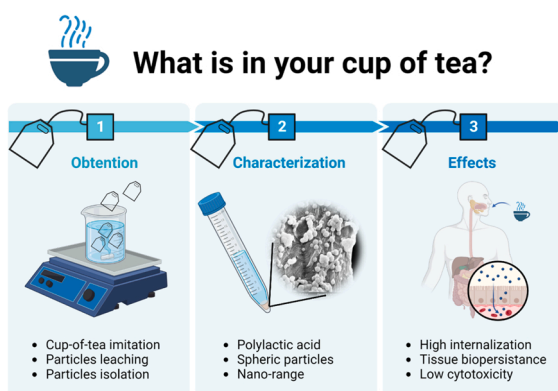 What is in your cup of tea?
1
2
3
Obtention
Characterization
Effects
• Cup-of-tea imitation
• Particles leaching
• Particles isolation
• Polylactic acid
• Spheric particles
• Nano-range
• High internalization
• Tissue biopersistance
• Low cytotoxicity